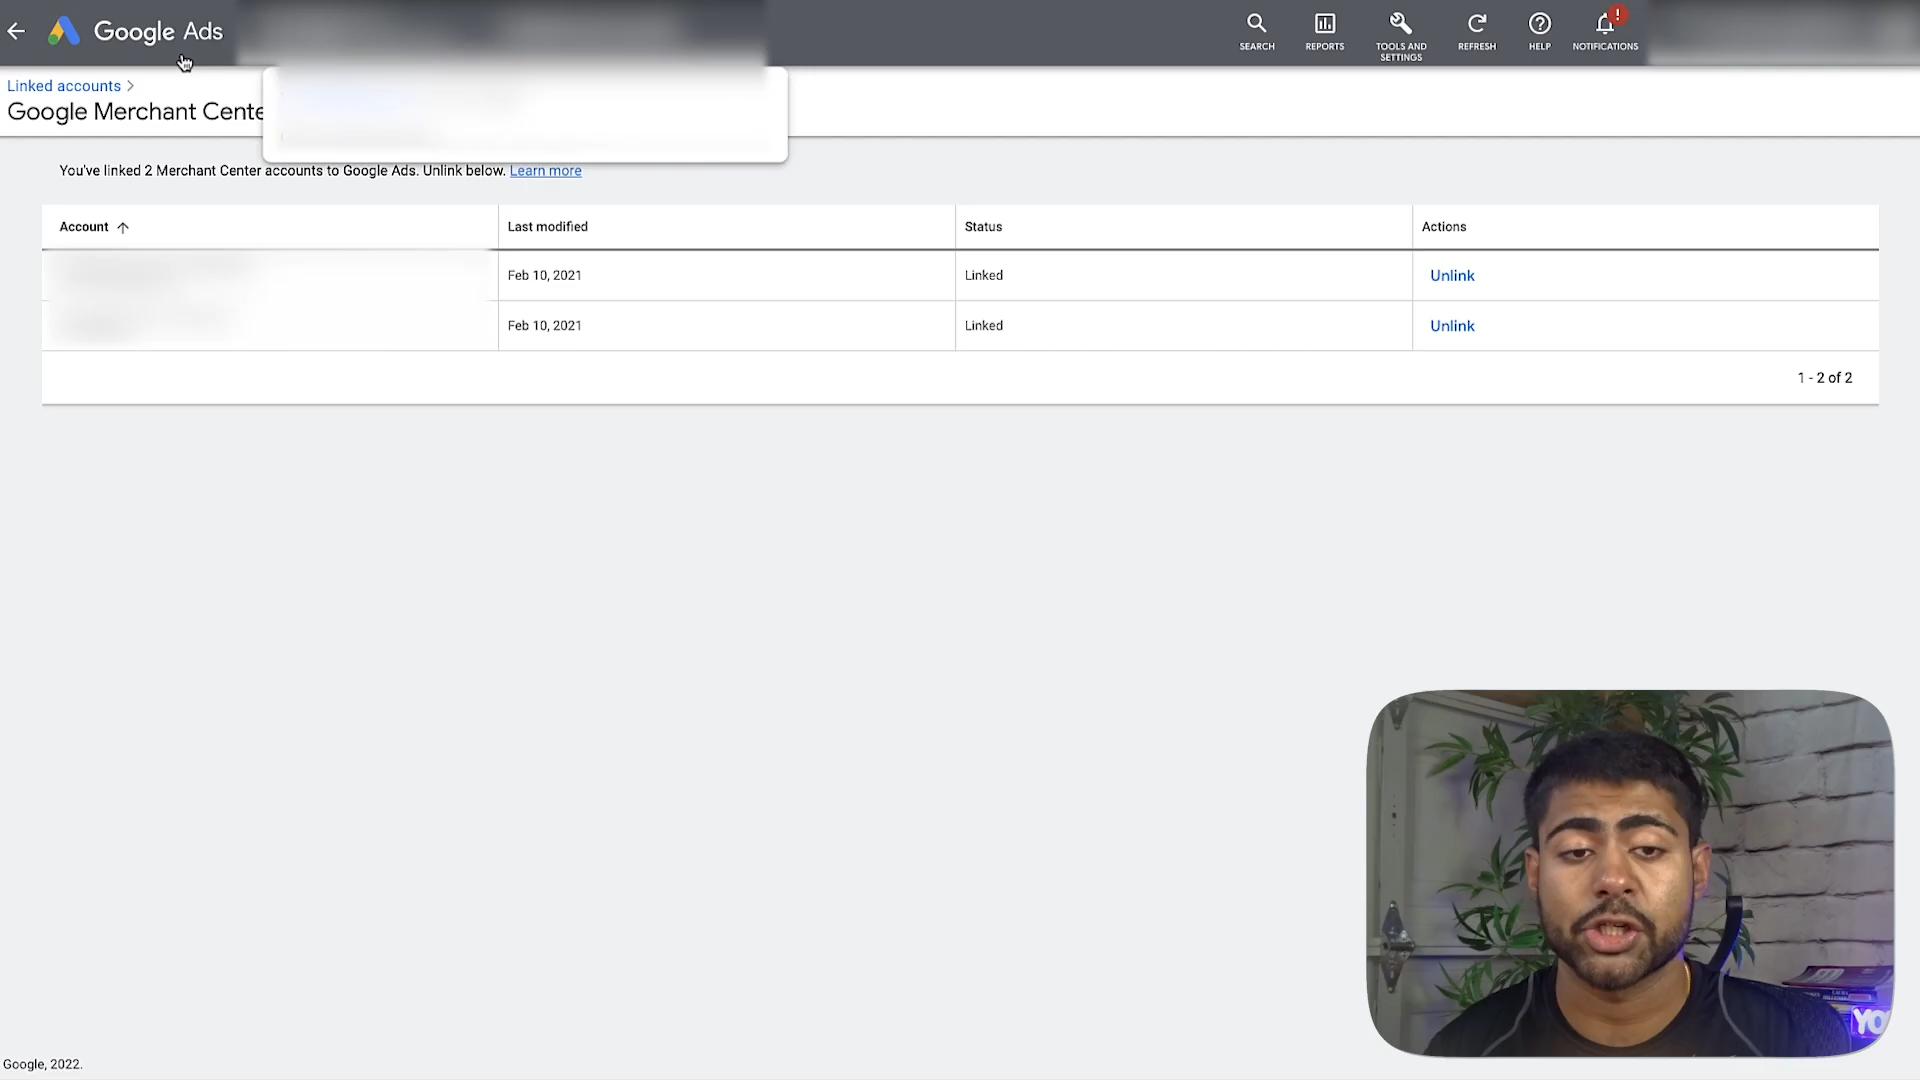 Google Ads
SEARCH
REPORTS
TOOLS AND
SETTINGS
REFRESH
HELP
!
NOTIFICATIONS
Linked accounts >
Google Merchant Cente
You've linked 2 Merchant Center accounts to Google Ads. Unlink below. Learn more
Account
Last modified
Status
Actions
Feb 10, 2021
Linked
Unlink
Feb 10, 2021
Linked
Unlink
1 - 2 of 2
YO
Google, 2022.